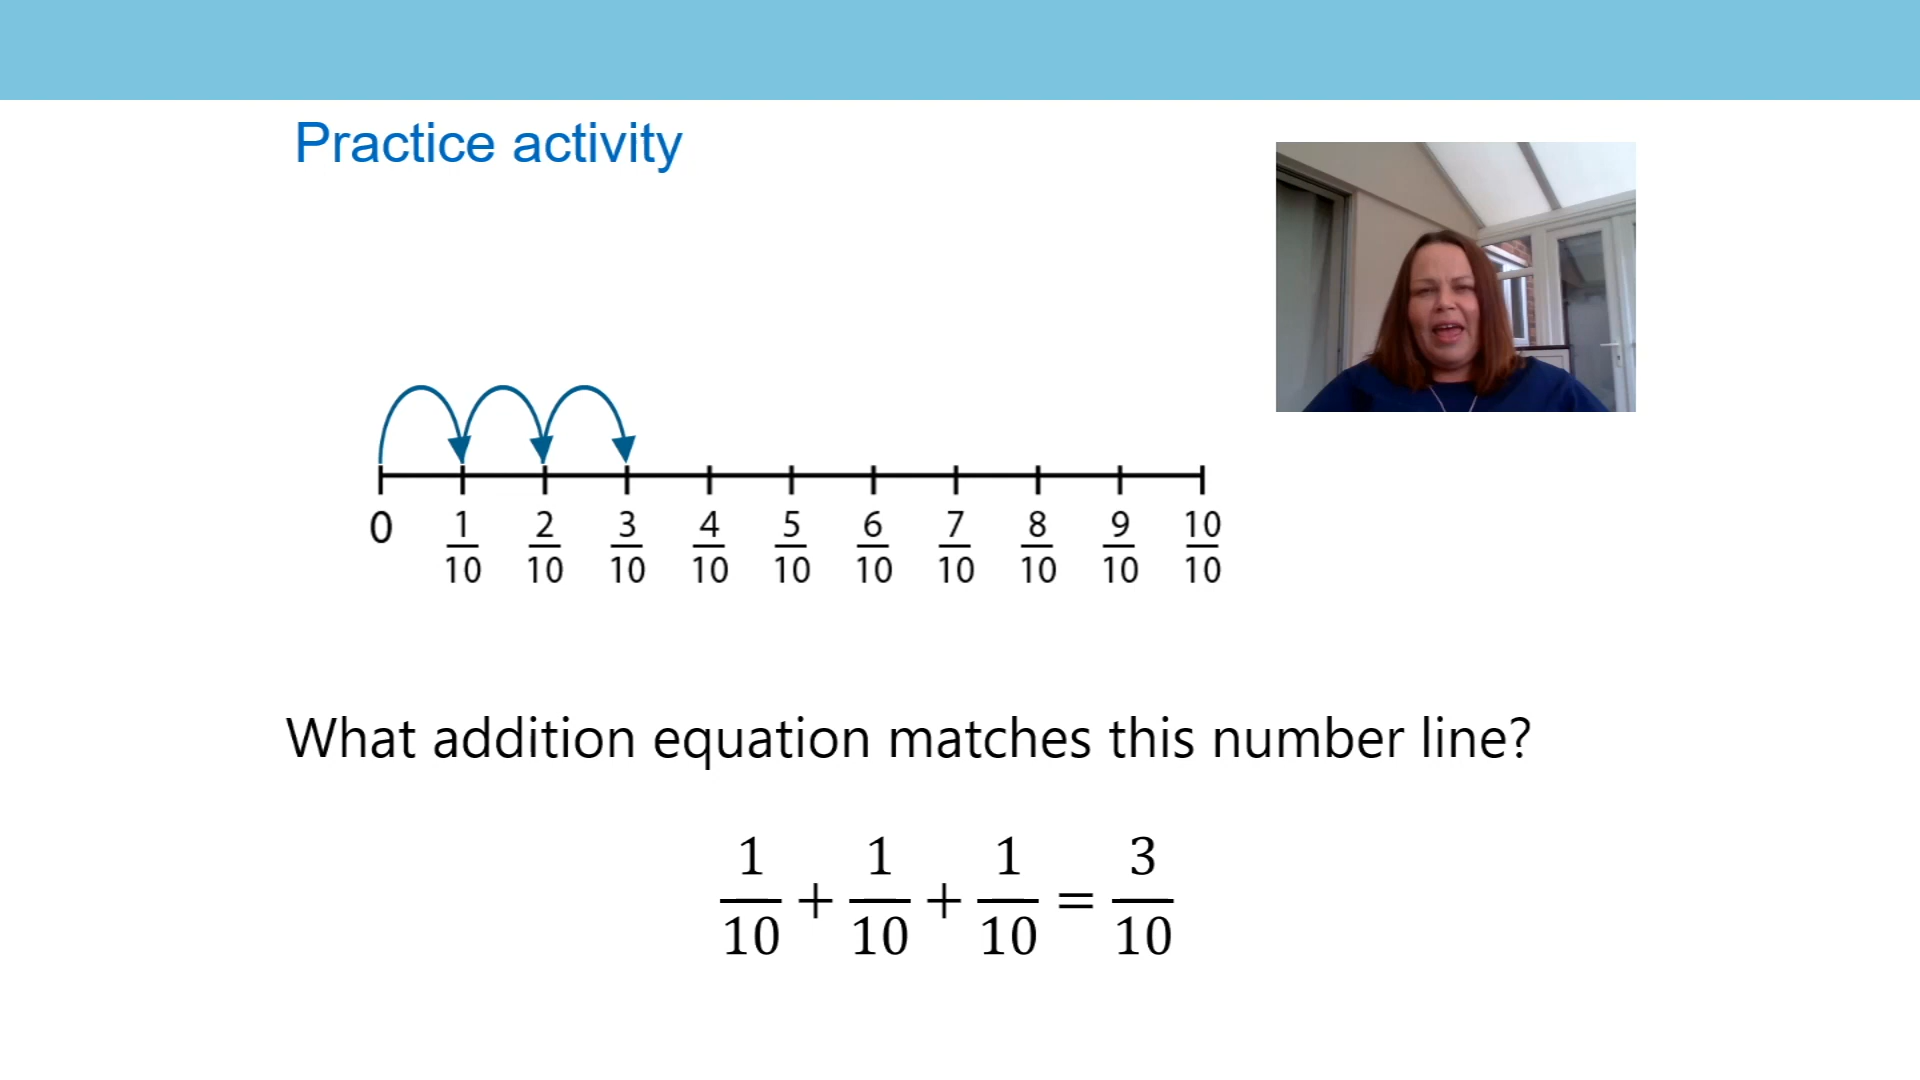 Practice activity
0 1/10 2/10 3/10 4/10 5/10 6/10 7/10 8/10 9/10 10/10
What addition equation matches this number line?
1/10 + 1/10 + 1/10 = 3/10